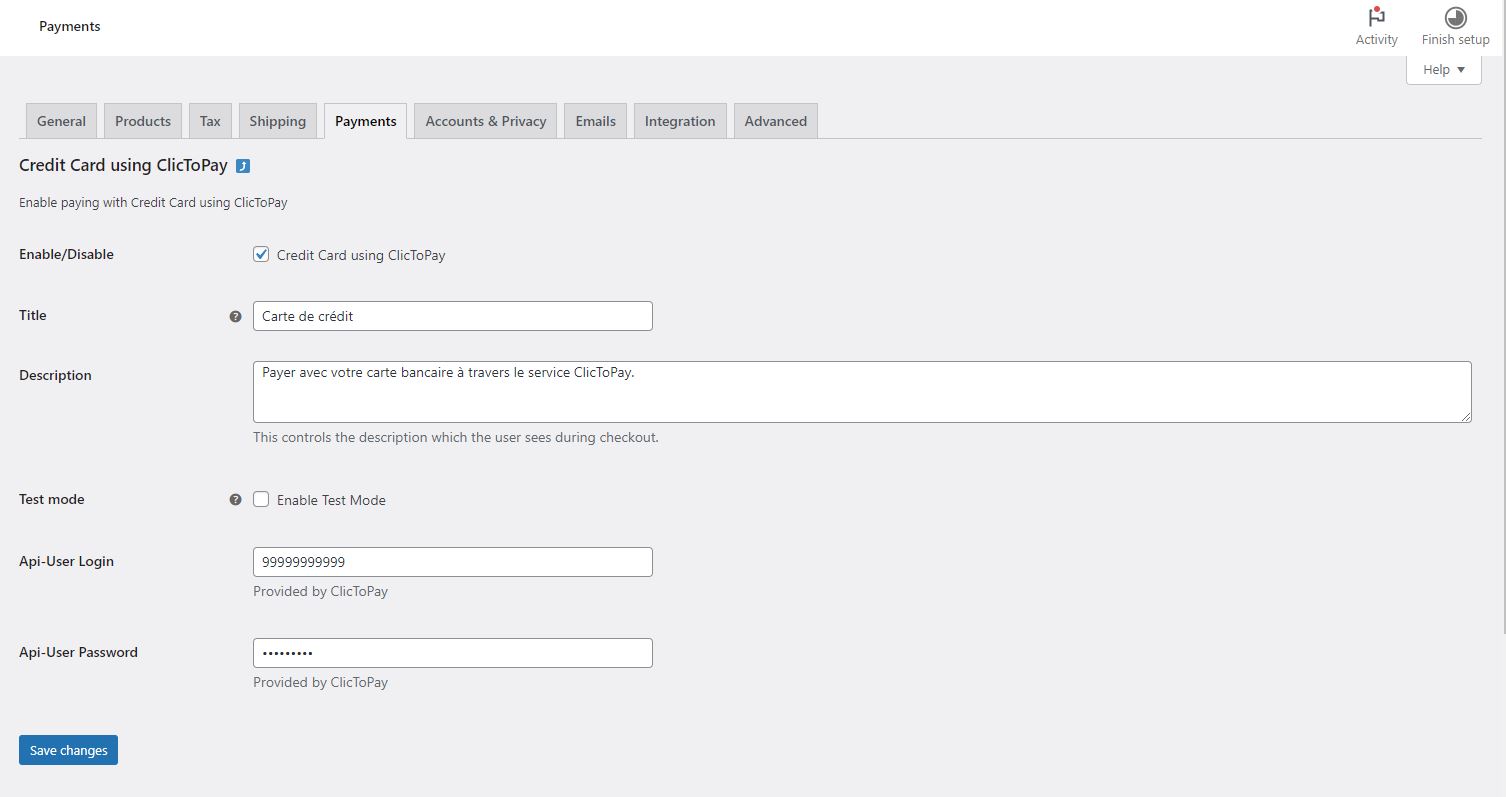 Payments
Activity
Finish setup
Help
General Products Tax Shipping Payments Accounts & Privacy Emails Integration Advanced
Credit Card using ClicToPay
Enable paying with Credit Card using ClicToPay
Enable/Disable Credit Card using ClicToPay
Title Carte de crédit
Description Payer avec votre carte bancaire à travers le service ClicToPay.
This controls the description which the user sees during checkout.
Test mode Enable Test Mode
Api-User Login 99999999999
Provided by ClicToPay
Api-User Password •••••••••
Provided by ClicToPay
Save changes